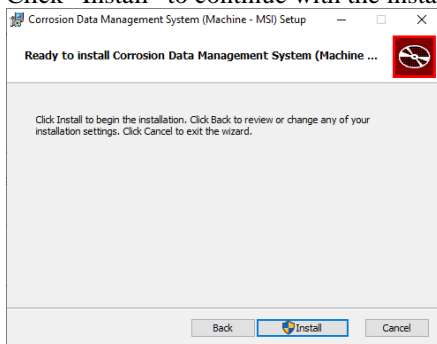 Click "Install" to continue with the insta
Corrosion Data Management System (Machine - MSI) Setup
Ready to install Corrosion Data Management System (Machine ...
Click Install to begin the installation. Click Back to review or change any of your
installation settings. Click Cancel to exit the wizard.
Back Install Cancel